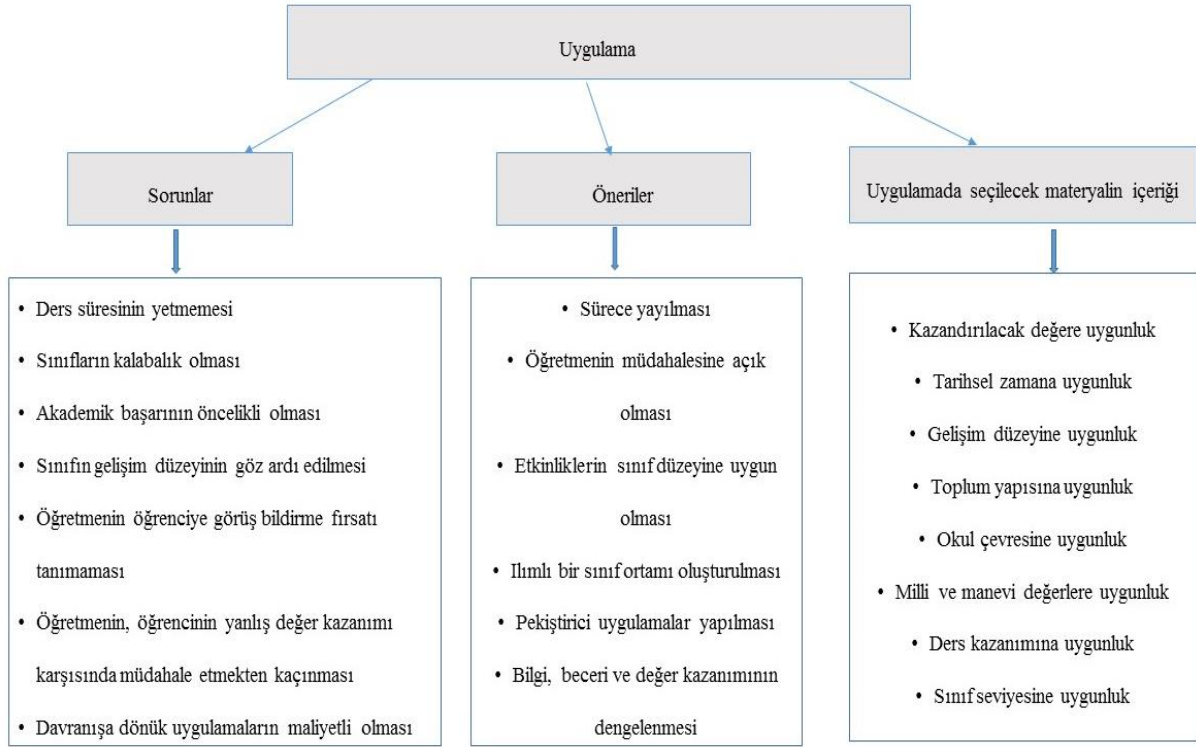 Uygulama
Sorunlar
• Ders süresinin yetmemesi
• Sınıfların kalabalık olması
• Akademik başarının öncelikli olması
• Sınıfın gelişim düzeyinin göz ardı edilmesi
• Öğretmenin öğrenciye görüş bildirme fırsatı
tanımaması
• Öğretmenin, öğrencinin yanlış değer kazanımı
karşısında müdahale etmekten kaçınması
• Davranışa dönük uygulamaların maliyetli olması
Öneriler
• Sürece yayılması
• Öğretmenin müdahalesine açık
olması
• Etkinliklerin sınıf düzeyine uygun
olması
• Ilımlı bir sınıf ortamı oluşturulması
• Pekiştirici uygulamalar yapılması
• Bilgi, beceri ve değer kazanımının
dengelenmesi
Uygulamada seçilecek materyalin içeriği
• Kazandırılacak değere uygunluk
• Tarihsel zamana uygunluk
• Gelişim düzeyine uygunluk
• Toplum yapısına uygunluk
• Okul çevresine uygunluk
• Milli ve manevi değerlere uygunluk
• Ders kazanımına uygunluk
• Sınıf seviyesine uygunluk